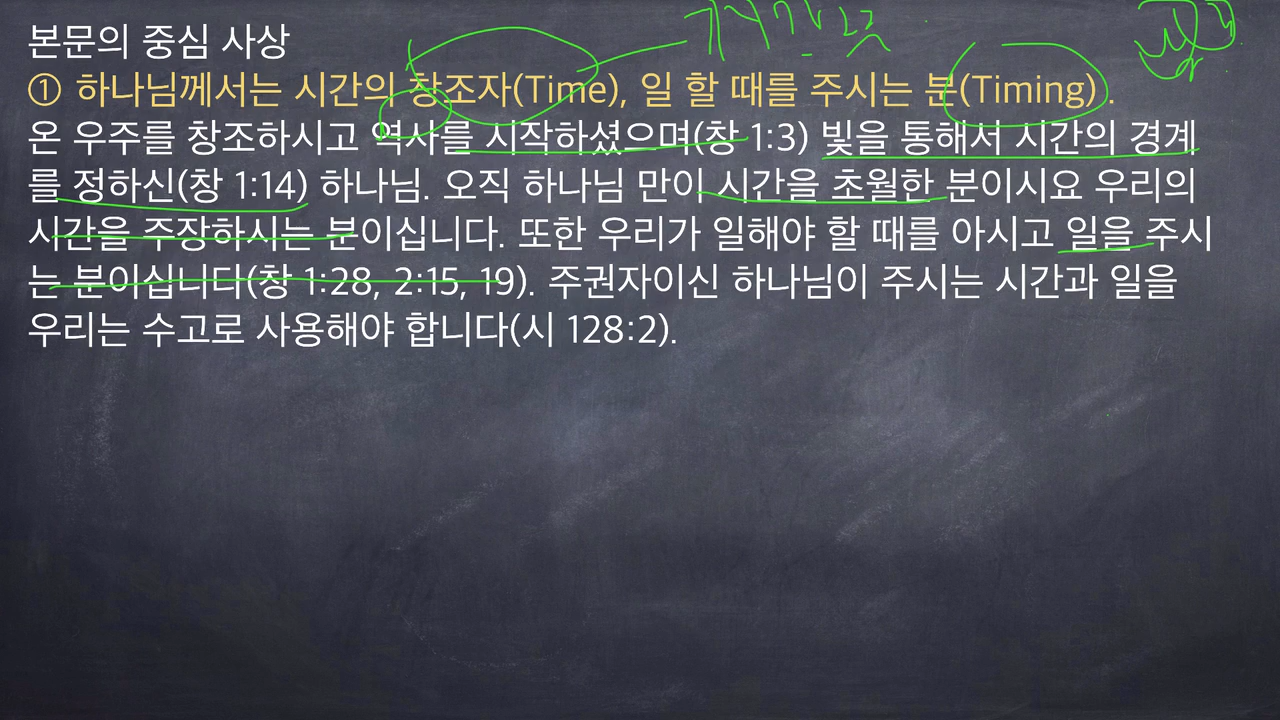 본문의 중심 사상
① 하나님께서는 시간의 창조자(Time), 일 할 때를 주시는 분(Timing) .
온 우주를 창조하시고 역사를 시작하셨으며(창 1:3) 빛을 통해서 시간의 경계
를 정하신(창 1:14) 하나님. 오직 하나님 만이 시간을 초월한 분이시요 우리의
시간을 주장하시는 분이십니다. 또한 우리가 일해야 할 때를 아시고 일을 주시
는 분이십니다(창 1:28, 2:15, 19). 주권자이신 하나님이 주시는 시간과 일을
우리는 수고로 사용해야 합니다(시 128:2).